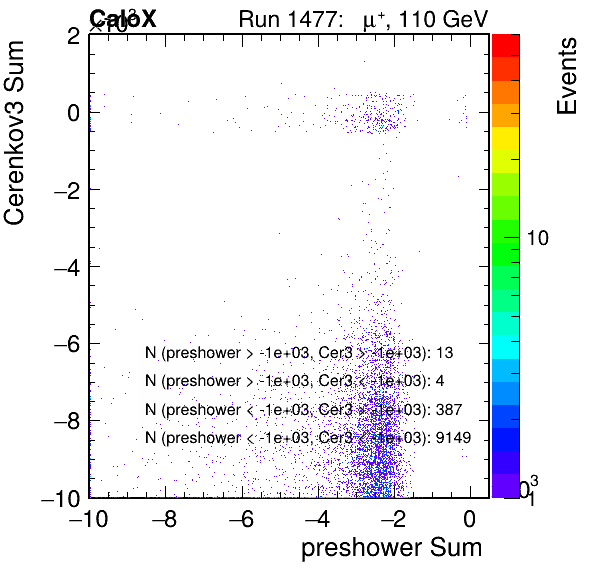 CaloX ×10³ Run 1477: μ⁺, 110 GeV
Cerenkov3 Sum
Events
2
0
−2
−4
−6
−8
−10
10
1
N (preshower > -1e+03, Cer3 > -1e+03): 13
N (preshower > -1e+03, Cer3 < -1e+03): 4
N (preshower < -1e+03, Cer3 > -1e+03): 387
N (preshower < -1e+03, Cer3 < -1e+03): 9149
−10 −8 −6 −4 −2 0
preshower Sum